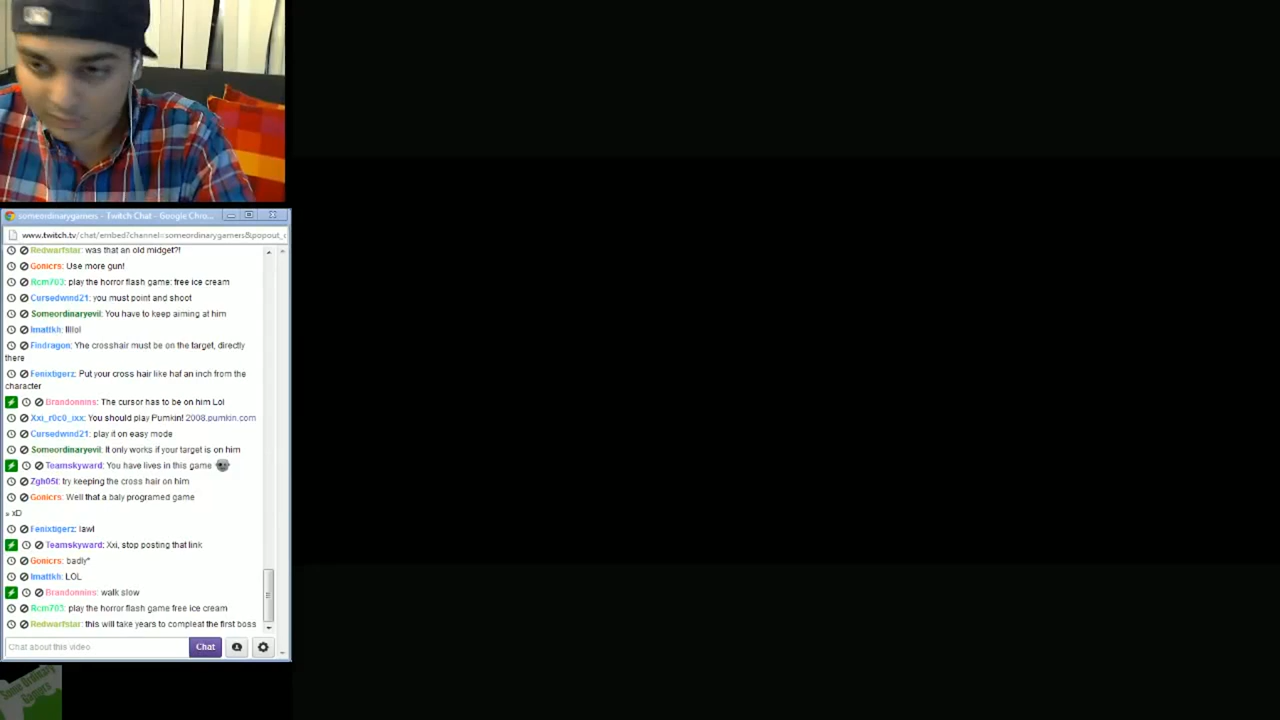 someordinarygamers - Twitch Chat - Google Chro...
www.twitch.tv/chat/embed?channel=someordinarygamers&popout_c
Redwarfstar: was that an old midget?!
Gonicrs: Use more gun!
Rcm703: play the horror flash game: free ice cream
Cursedwind21: you must point and shoot
Someordinaryevil: You have to keep aiming at him
Imattkh: lllllol
Findragon: Yhe crosshair must be on the target, directly
there
Fenixtigerz: Put your cross hair like haf an inch from the
character
Brandonnins: The cursor has to be on him Lol
Xxi_r0c0_ixx: You should play Pumkin! 2008.pumkin.com
Cursedwind21: play it on easy mode
Someordinaryevil: It only works if your target is on him
Teamskyward: You have lives in this game
Zgh05t: try keeping the cross hair on him
Gonicrs: Well that a baly programed game
» xD
Fenixtigerz: lawl
Teamskyward: Xxi, stop posting that link
Gonicrs: badly*
Imattkh: LOL
Brandonnins: walk slow
Rcm703: play the horror flash game free ice cream
Redwarfstar: this will take years to compleat the first boss
Chat about this video
Chat
Some Ordinary
Gamers